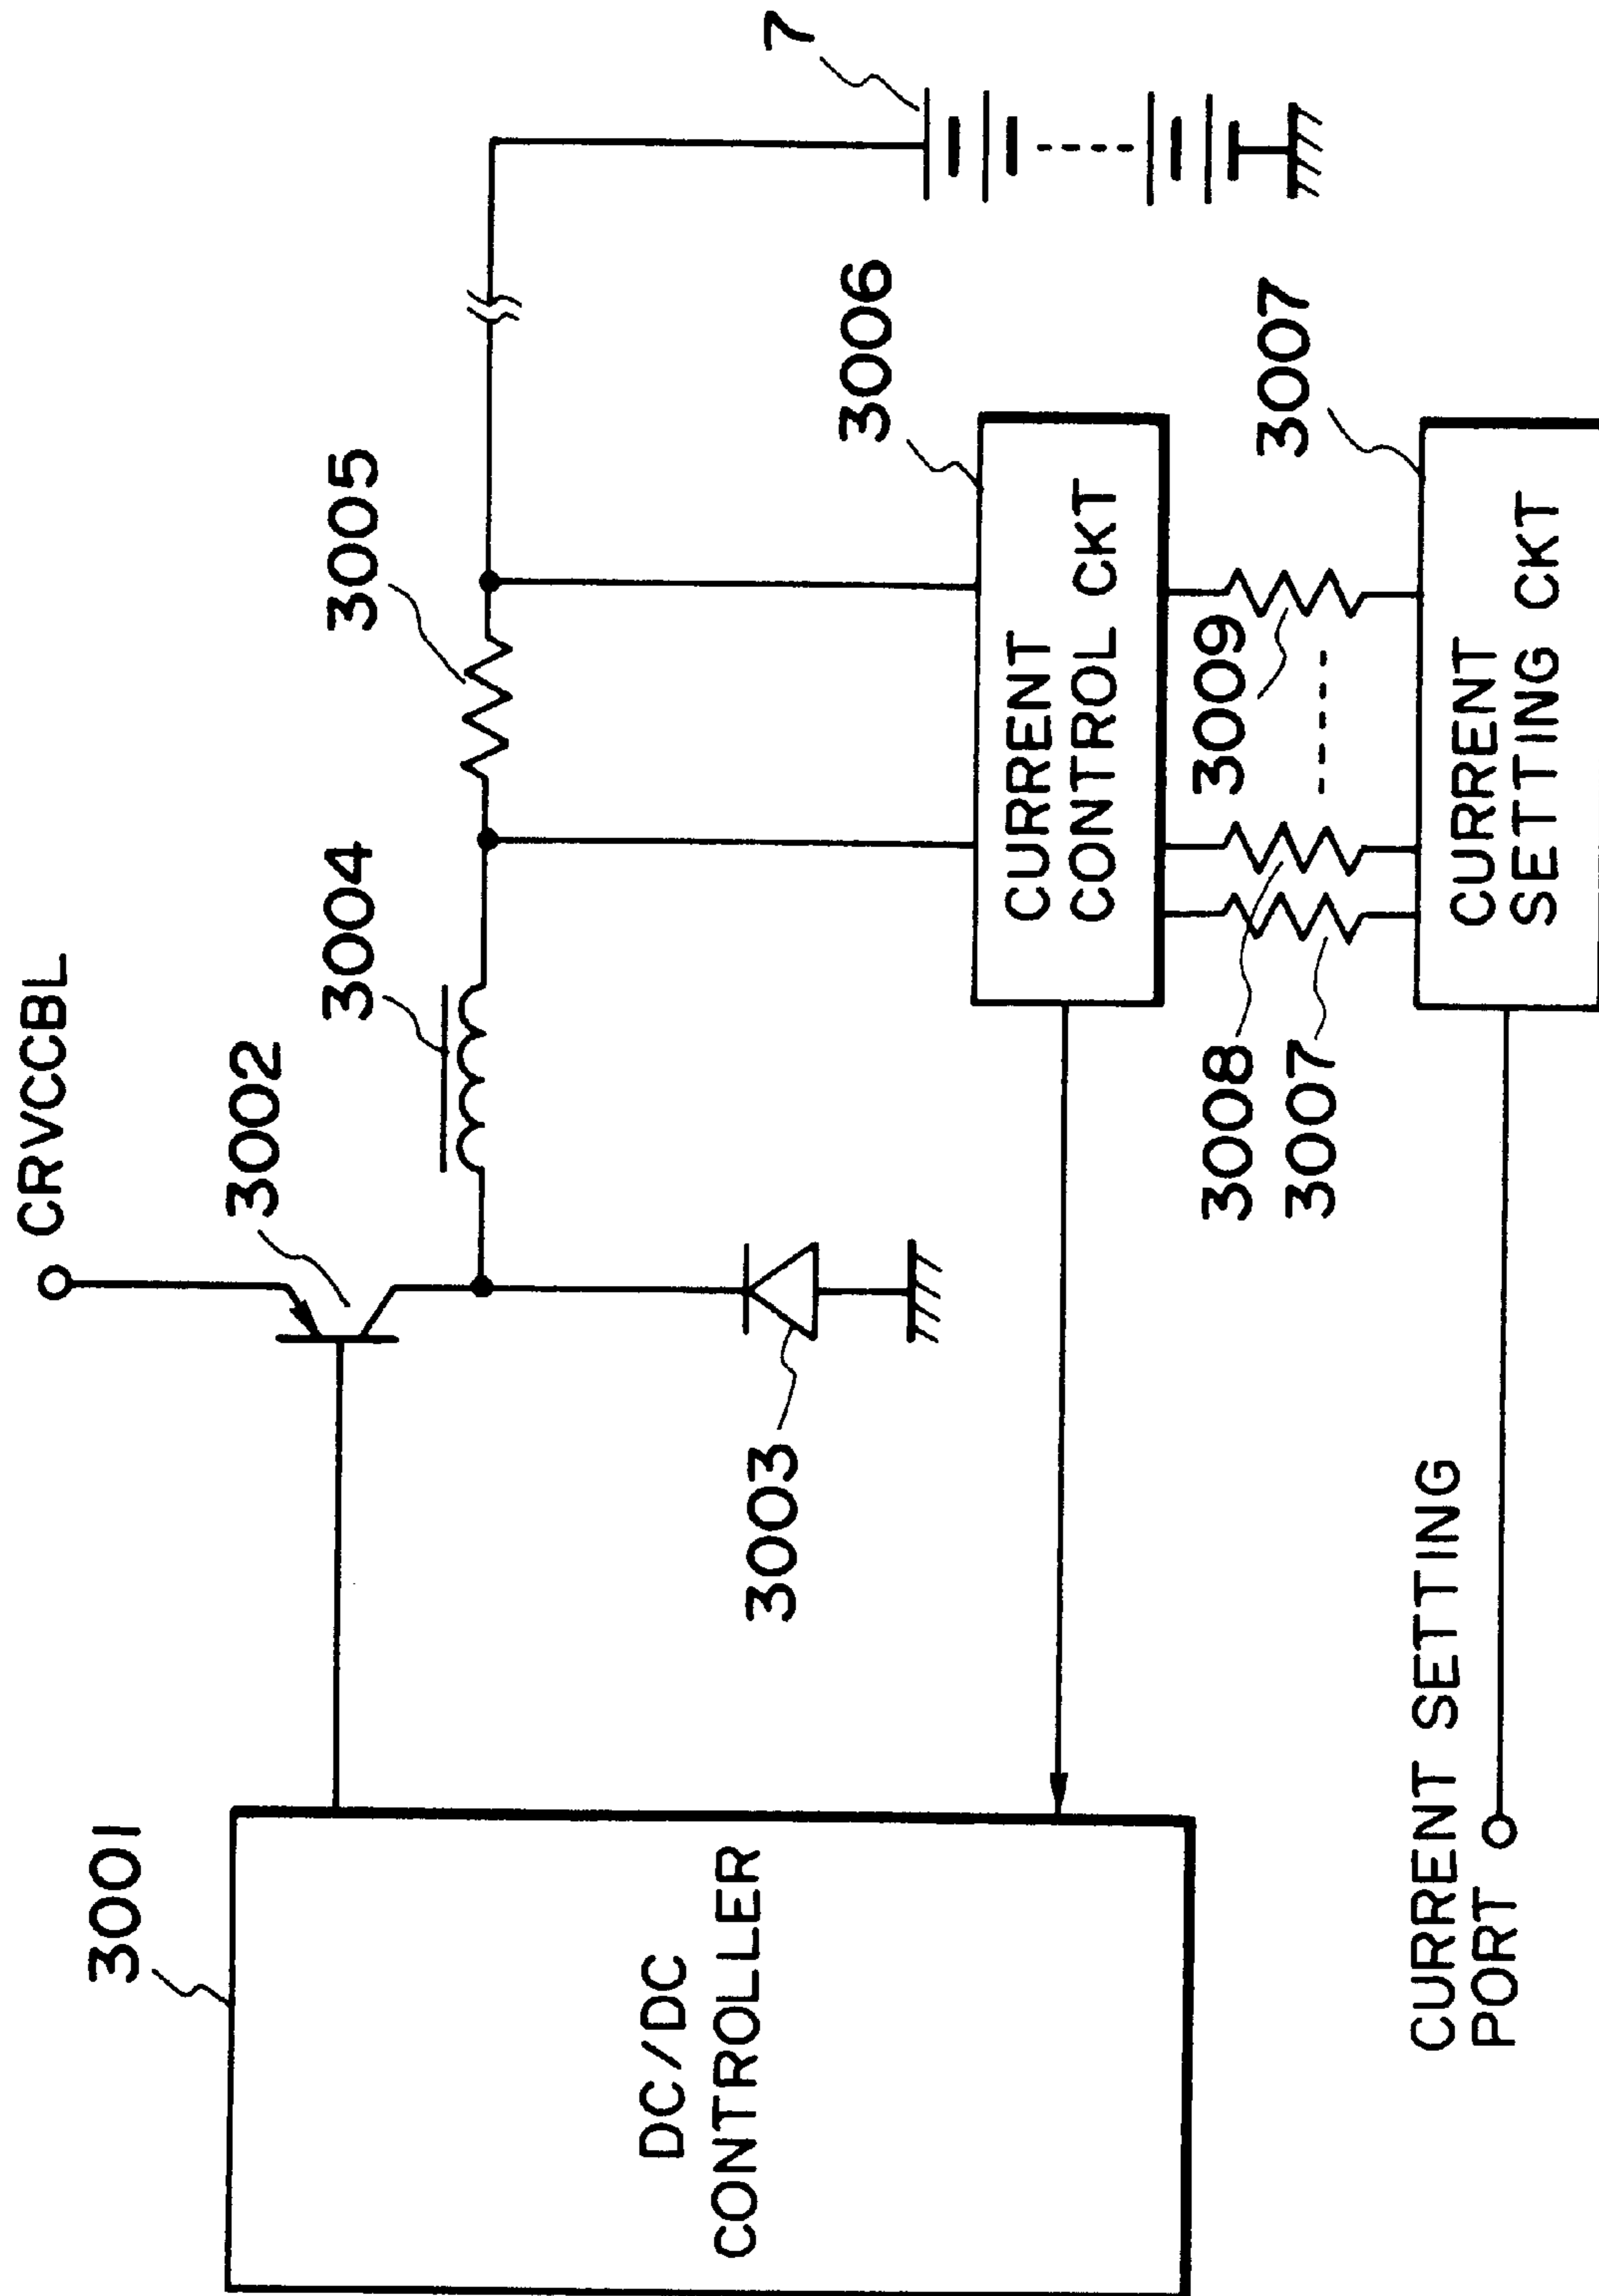 CRVCCBL
3001
3002
3004
3005
7
3003
3006
DC/DC
CONTROLLER
CURRENT
CONTROL CKT
3008
3007
3009
3007
CURRENT SETTING
PORT
CURRENT
SETTING CKT